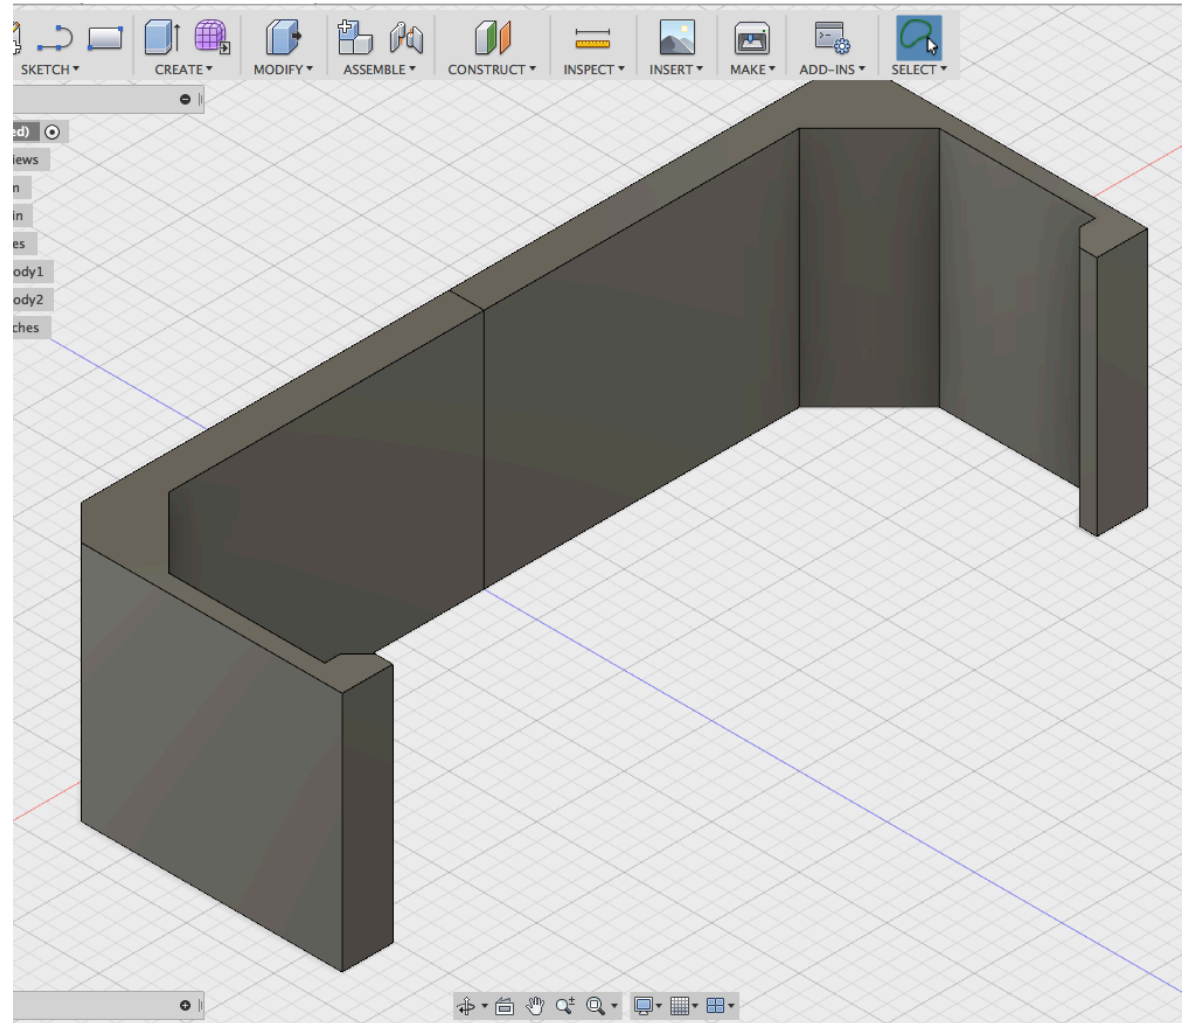 SKETCH CREATE MODIFY ASSEMBLE CONSTRUCT INSPECT INSERT MAKE ADD-INS SELECT
ed)
iews
n
in
es
ody1
ody2
ches